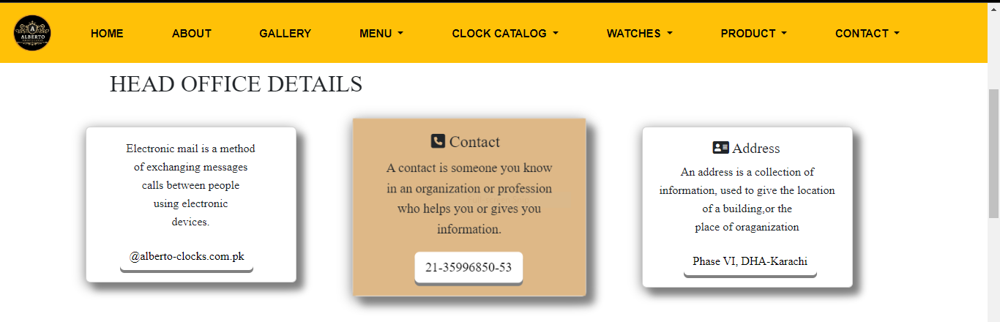 ALBERTO
HOME
ABOUT
GALLERY
MENU
CLOCK CATALOG
WATCHES
PRODUCT
CONTACT
HEAD OFFICE DETAILS
Electronic mail is a method
of exchanging messages
calls between people
using electronic
devices.
@alberto-clocks.com.pk
Contact
A contact is someone you know
in an organization or profession
who helps you or gives you
information.
21-35996850-53
Address
An address is a collection of
information, used to give the location
of a building,or the
place of oraganization
Phase VI, DHA-Karachi